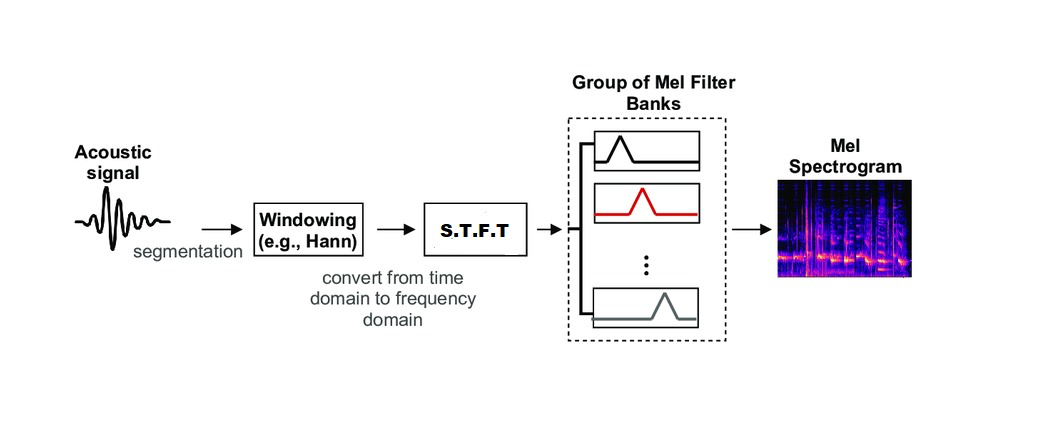 Group of Mel Filter
Banks
Acoustic
signal
Mel
Spectrogram
Windowing
(e.g., Hann)
S.T.F.T
segmentation
convert from time
domain to frequency
domain